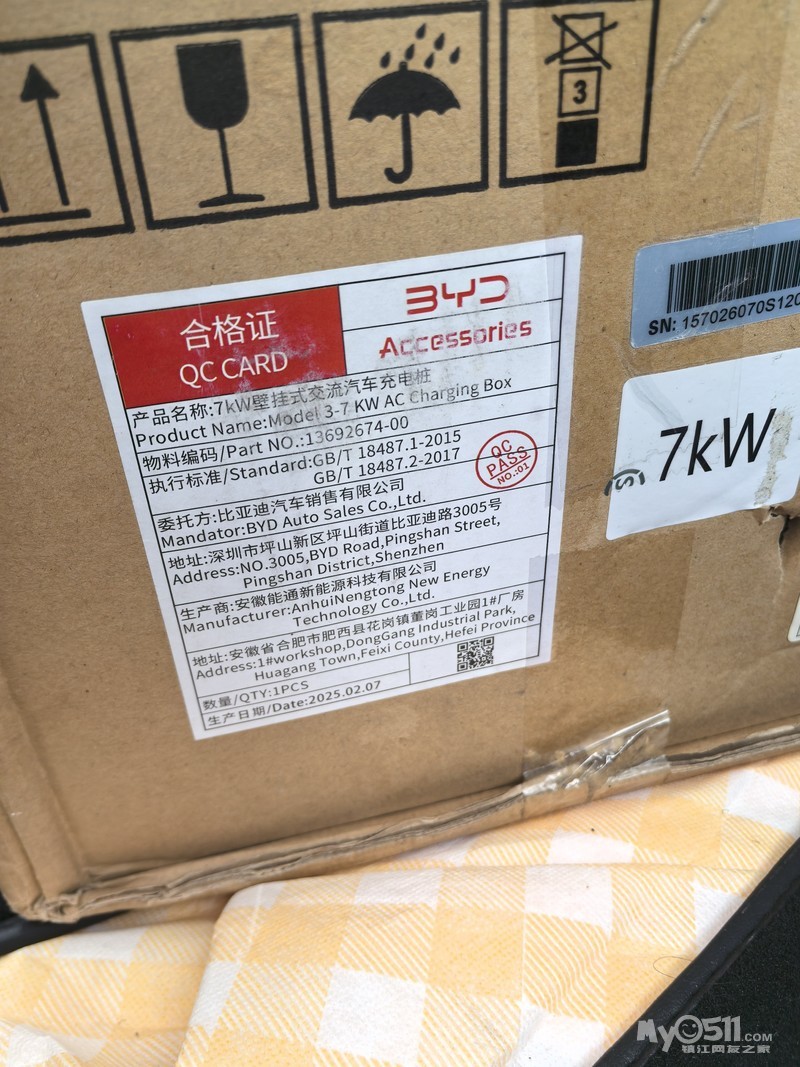 3
合格证
QC CARD
BYD
Accessories
产品名称:7kW壁挂式交流汽车充电桩
Product Name:Model 3-7 KW AC Charging Box
物料编码/Part NO.:13692674-00
执行标准/Standard:GB/T 18487.1-2015
GB/T 18487.2-2017
QC
PASS
NO.:01
委托方:比亚迪汽车销售有限公司
Mandator:BYD Auto Sales Co.,Ltd.
地址:深圳市坪山新区坪山街道比亚迪路3005号
Address:NO.3005,BYD Road,Pingshan Street,
Pingshan District,Shenzhen
生产商:安徽能通新能源科技有限公司
Manufacturer:AnhuiNengtong New Energy
Technology Co.,Ltd.
地址:安徽省合肥市肥西县花岗镇董岗工业园1#厂房
Address:1#workshop,DongGang Industrial Park,
Huagang Town,Feixi County,Hefei Province
数量/QTY:1PCS
生产日期/Date:2025.02.07
SN: 157026070S120
7kW
My0511.COM
镇江网友之家